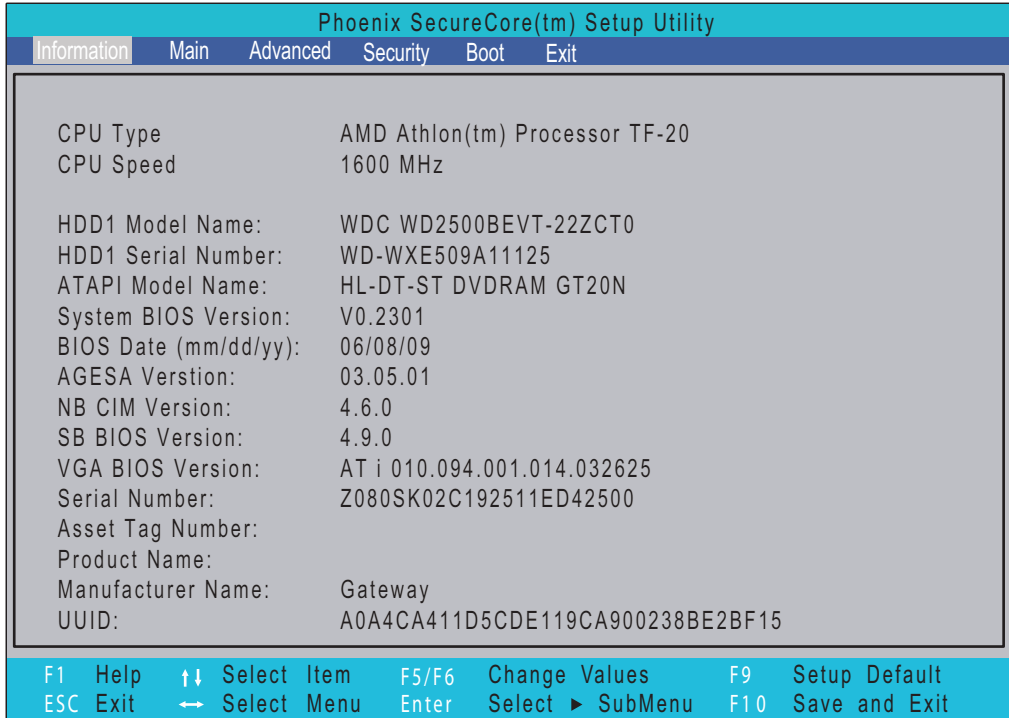 Phoenix SecureCore(tm) Setup Utility
Information Main Advanced Security Boot Exit
CPU Type AMD Athlon(tm) Processor TF-20
CPU Speed 1600 MHz
HDD1 Model Name: WDC WD2500BEVT-22ZCT0
HDD1 Serial Number: WD-WXE509A11125
ATAPI Model Name: HL-DT-ST DVDRAM GT20N
System BIOS Version: V0.2301
BIOS Date (mm/dd/yy): 06/08/09
AGESA Verstion: 03.05.01
NB CIM Version: 4.6.0
SB BIOS Version: 4.9.0
VGA BIOS Version: AT i 010.094.001.014.032625
Serial Number: Z080SK02C192511ED42500
Asset Tag Number:
Product Name:
Manufacturer Name: Gateway
UUID: A0A4CA411D5CDE119CA900238BE2BF15
F1 Help ↑↓ Select Item F5/F6 Change Values F9 Setup Default
ESC Exit ↔ Select Menu Enter Select ► SubMenu F10 Save and Exit